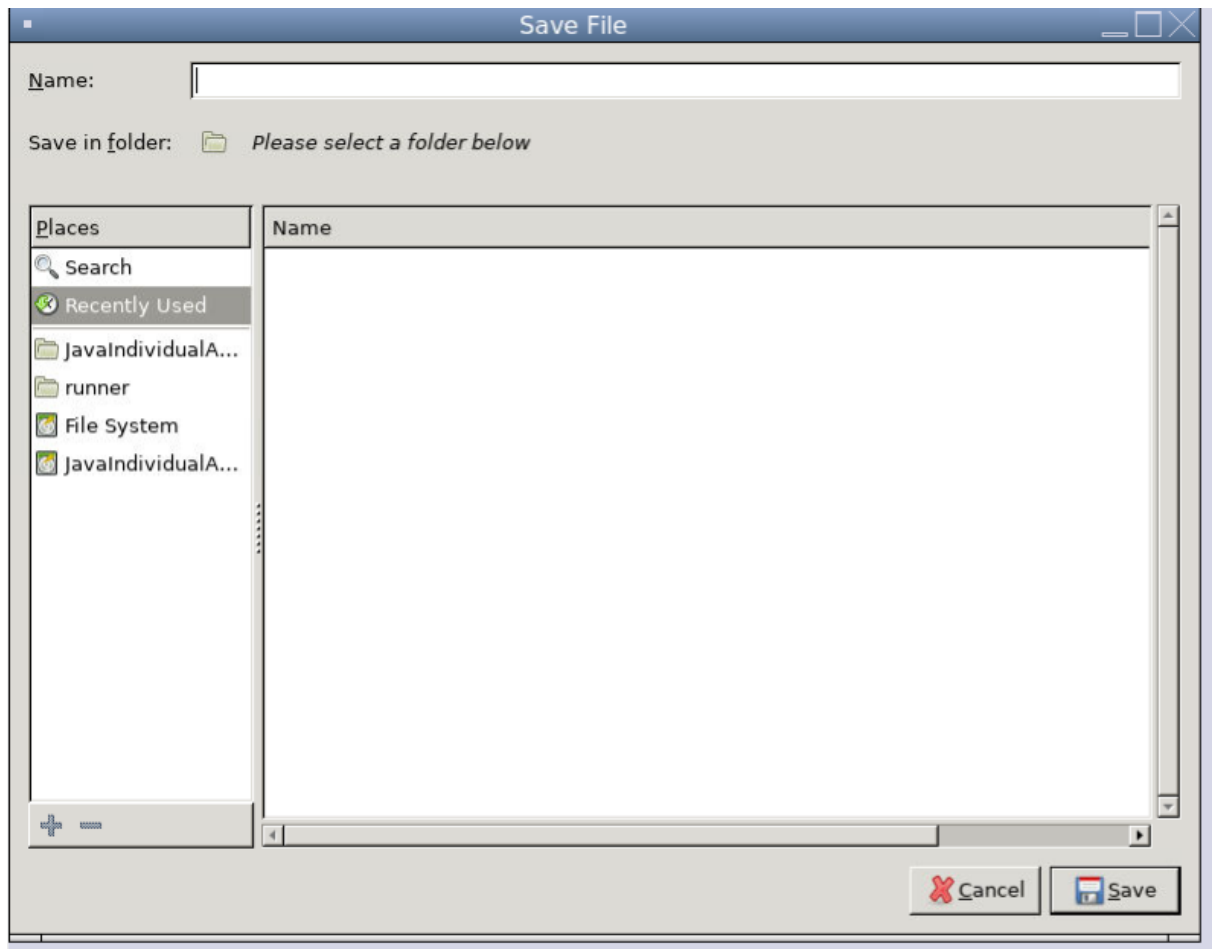 Save File
Name:
Save in folder: Please select a folder below
Places
Name
Search
Recently Used
JavaIndividualA...
runner
File System
JavaIndividualA...
Cancel
Save